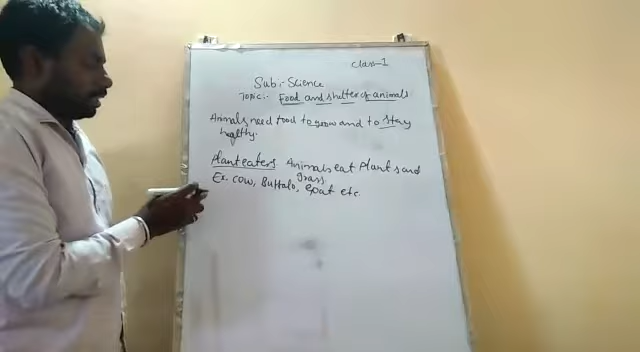 Class-1
Sub:- Science
Topic:- Food and shelter of animals
Animals need food to grow and to stay
healthy.
Plant eaters Animals eat Plants and
grass.
Ex. Cow, Buffalo, Goat etc.